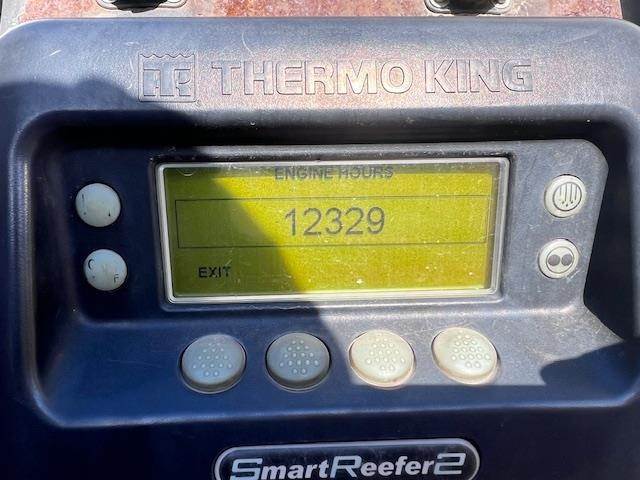 THERMO KING
ENGINE HOURS
12329
EXIT
C F
SmartReefer2